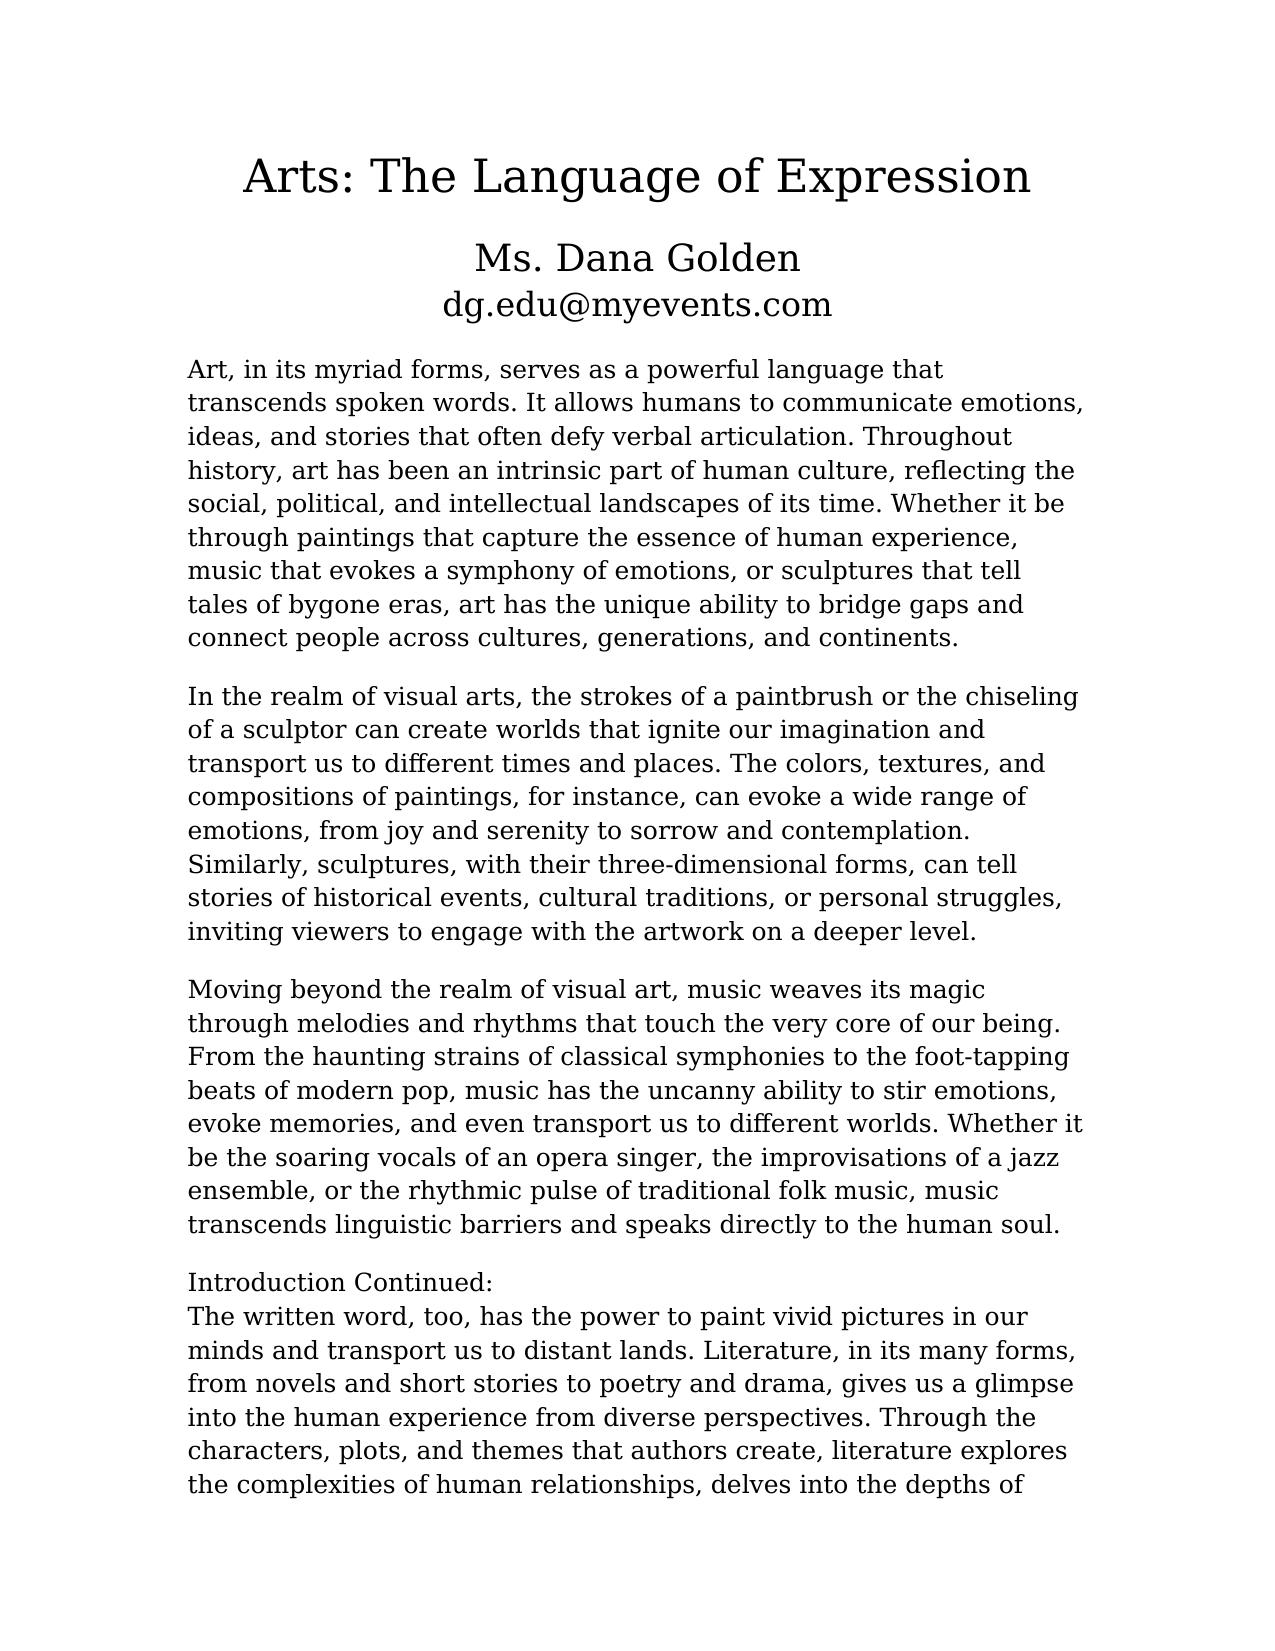 Arts: The Language of Expression
Ms. Dana Golden
dg.edu@myevents.com
Art, in its myriad forms, serves as a powerful language that
transcends spoken words. It allows humans to communicate emotions,
ideas, and stories that often defy verbal articulation. Throughout
history, art has been an intrinsic part of human culture, reflecting the
social, political, and intellectual landscapes of its time. Whether it be
through paintings that capture the essence of human experience,
music that evokes a symphony of emotions, or sculptures that tell
tales of bygone eras, art has the unique ability to bridge gaps and
connect people across cultures, generations, and continents.
In the realm of visual arts, the strokes of a paintbrush or the chiseling
of a sculptor can create worlds that ignite our imagination and
transport us to different times and places. The colors, textures, and
compositions of paintings, for instance, can evoke a wide range of
emotions, from joy and serenity to sorrow and contemplation.
Similarly, sculptures, with their three-dimensional forms, can tell
stories of historical events, cultural traditions, or personal struggles,
inviting viewers to engage with the artwork on a deeper level.
Moving beyond the realm of visual art, music weaves its magic
through melodies and rhythms that touch the very core of our being.
From the haunting strains of classical symphonies to the foot-tapping
beats of modern pop, music has the uncanny ability to stir emotions,
evoke memories, and even transport us to different worlds. Whether it
be the soaring vocals of an opera singer, the improvisations of a jazz
ensemble, or the rhythmic pulse of traditional folk music, music
transcends linguistic barriers and speaks directly to the human soul.
Introduction Continued:
The written word, too, has the power to paint vivid pictures in our
minds and transport us to distant lands. Literature, in its many forms,
from novels and short stories to poetry and drama, gives us a glimpse
into the human experience from diverse perspectives. Through the
characters, plots, and themes that authors create, literature explores
the complexities of human relationships, delves into the depths of